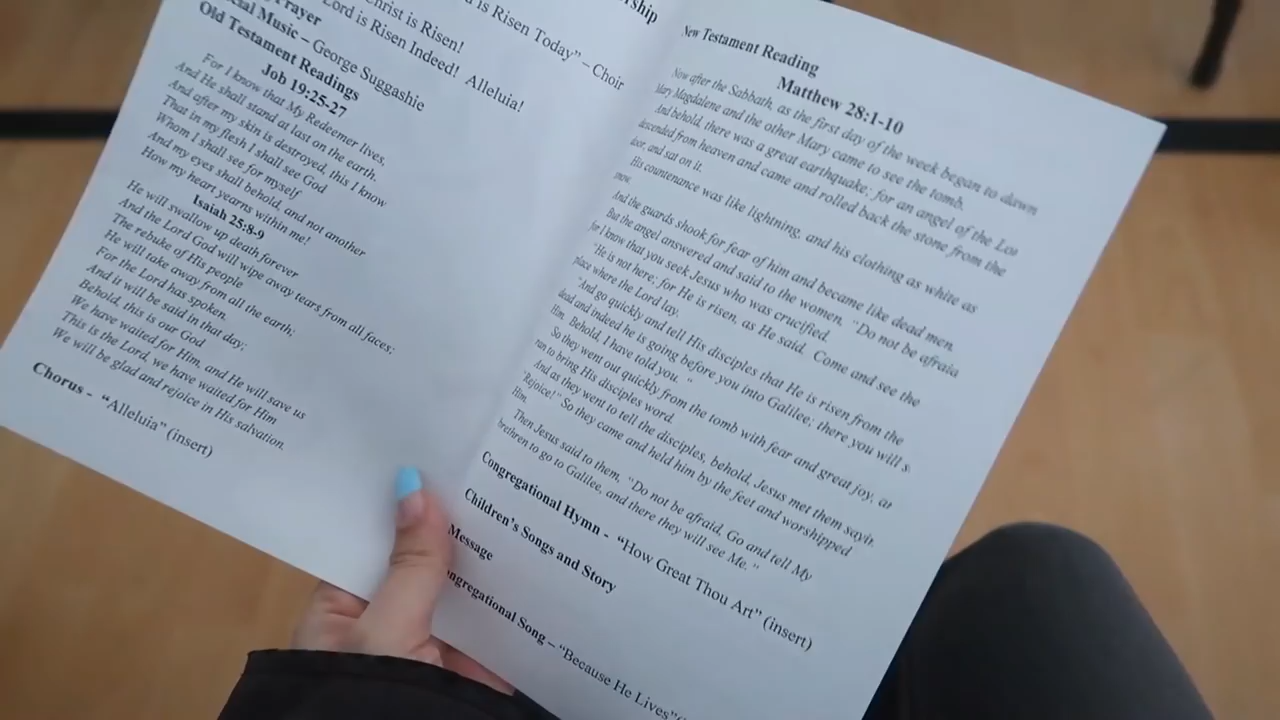 rship
is Risen Today” – Choir
Christ is Risen!
Lord is Risen Indeed! Alleluia!
Prayer
Music – George Suggashie
Old Testament Readings
Job 19:25-27
For I know that My Redeemer lives,
And He shall stand at last on the earth.
And after my skin is destroyed, this I know
That in my flesh I shall see God
Whom I shall see for myself
And my eyes shall behold, and not another
How my heart yearns within me!
Isaiah 25:8-9
He will swallow up death forever
And the Lord God will wipe away tears from all faces;
The rebuke of His people
He will take away from all the earth;
For the Lord has spoken.
And it will be said in that day;
Behold, this is our God
We have waited for Him, and He will save us
This is the Lord, we have waited for Him
We will be glad and rejoice in His salvation.
Chorus - “Alleluia” (insert)
New Testament Reading
Matthew 28:1-10
Now after the Sabbath, as the first day of the week began to dawn
Mary Magdalene and the other Mary came to see the tomb.
And behold, there was a great earthquake; for an angel of the Lo
descended from heaven and came and rolled back the stone from the
door, and sat on it.
His countenance was like lightning, and his clothing as white as
snow.
And the guards shook for fear of him and became like dead men.
But the angel answered and said to the women, “Do not be afraid
for I know that you seek Jesus who was crucified.
“He is not here; for He is risen, as He said. Come and see the
place where the Lord lay.
“And go quickly and tell His disciples that He is risen from the
dead and indeed he is going before you into Galilee; there you will s
Him. Behold, I have told you. ”
So they went out quickly from the tomb with fear and great joy, an
ran to bring His disciples word.
And as they went to tell the disciples, behold, Jesus met them sayin
“Rejoice!” So they came and held him by the feet and worshipped
Him.
Then Jesus said to them, “Do not be afraid. Go and tell My
brethren to go to Galilee, and there they will see Me.”
Congregational Hymn - “How Great Thou Art” (insert)
Children’s Songs and Story
Message
ongregational Song – “Because He Lives”